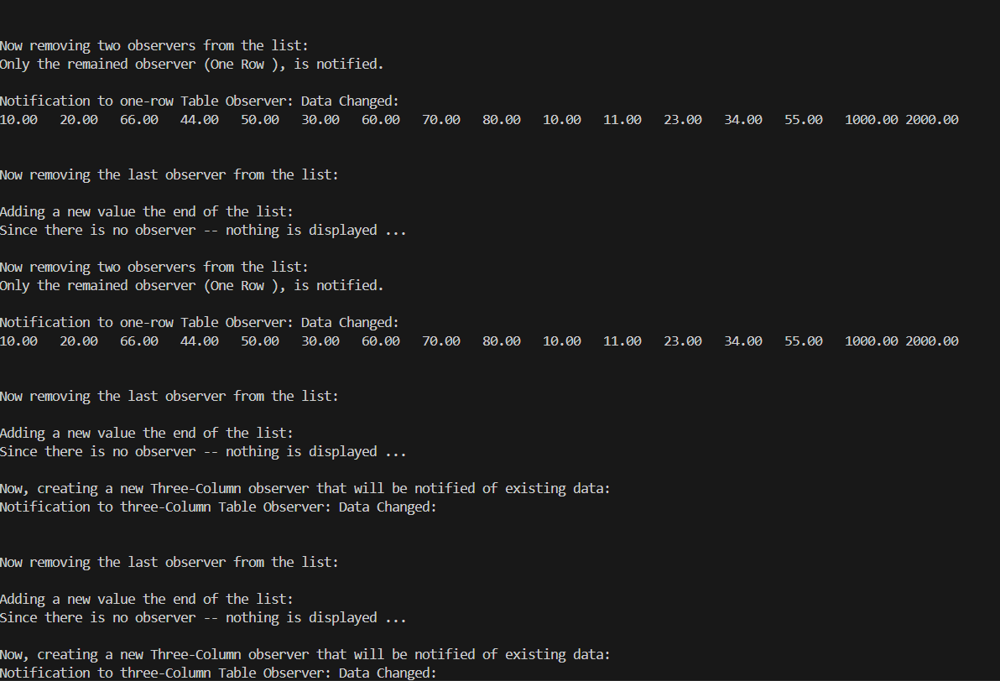 Now removing two observers from the list:
Only the remained observer (One Row ), is notified.
Notification to one-row Table Observer: Data Changed:
10.00   20.00   66.00   44.00   50.00   30.00   60.00   70.00   80.00   10.00   11.00   23.00   34.00   55.00   1000.00 2000.00
Now removing the last observer from the list:
Adding a new value the end of the list:
Since there is no observer -- nothing is displayed ...
Now removing two observers from the list:
Only the remained observer (One Row ), is notified.
Notification to one-row Table Observer: Data Changed:
10.00   20.00   66.00   44.00   50.00   30.00   60.00   70.00   80.00   10.00   11.00   23.00   34.00   55.00   1000.00 2000.00
Now removing the last observer from the list:
Adding a new value the end of the list:
Since there is no observer -- nothing is displayed ...
Now, creating a new Three-Column observer that will be notified of existing data:
Notification to three-Column Table Observer: Data Changed:
Now removing the last observer from the list:
Adding a new value the end of the list:
Since there is no observer -- nothing is displayed ...
Now, creating a new Three-Column observer that will be notified of existing data:
Notification to three-Column Table Observer: Data Changed: